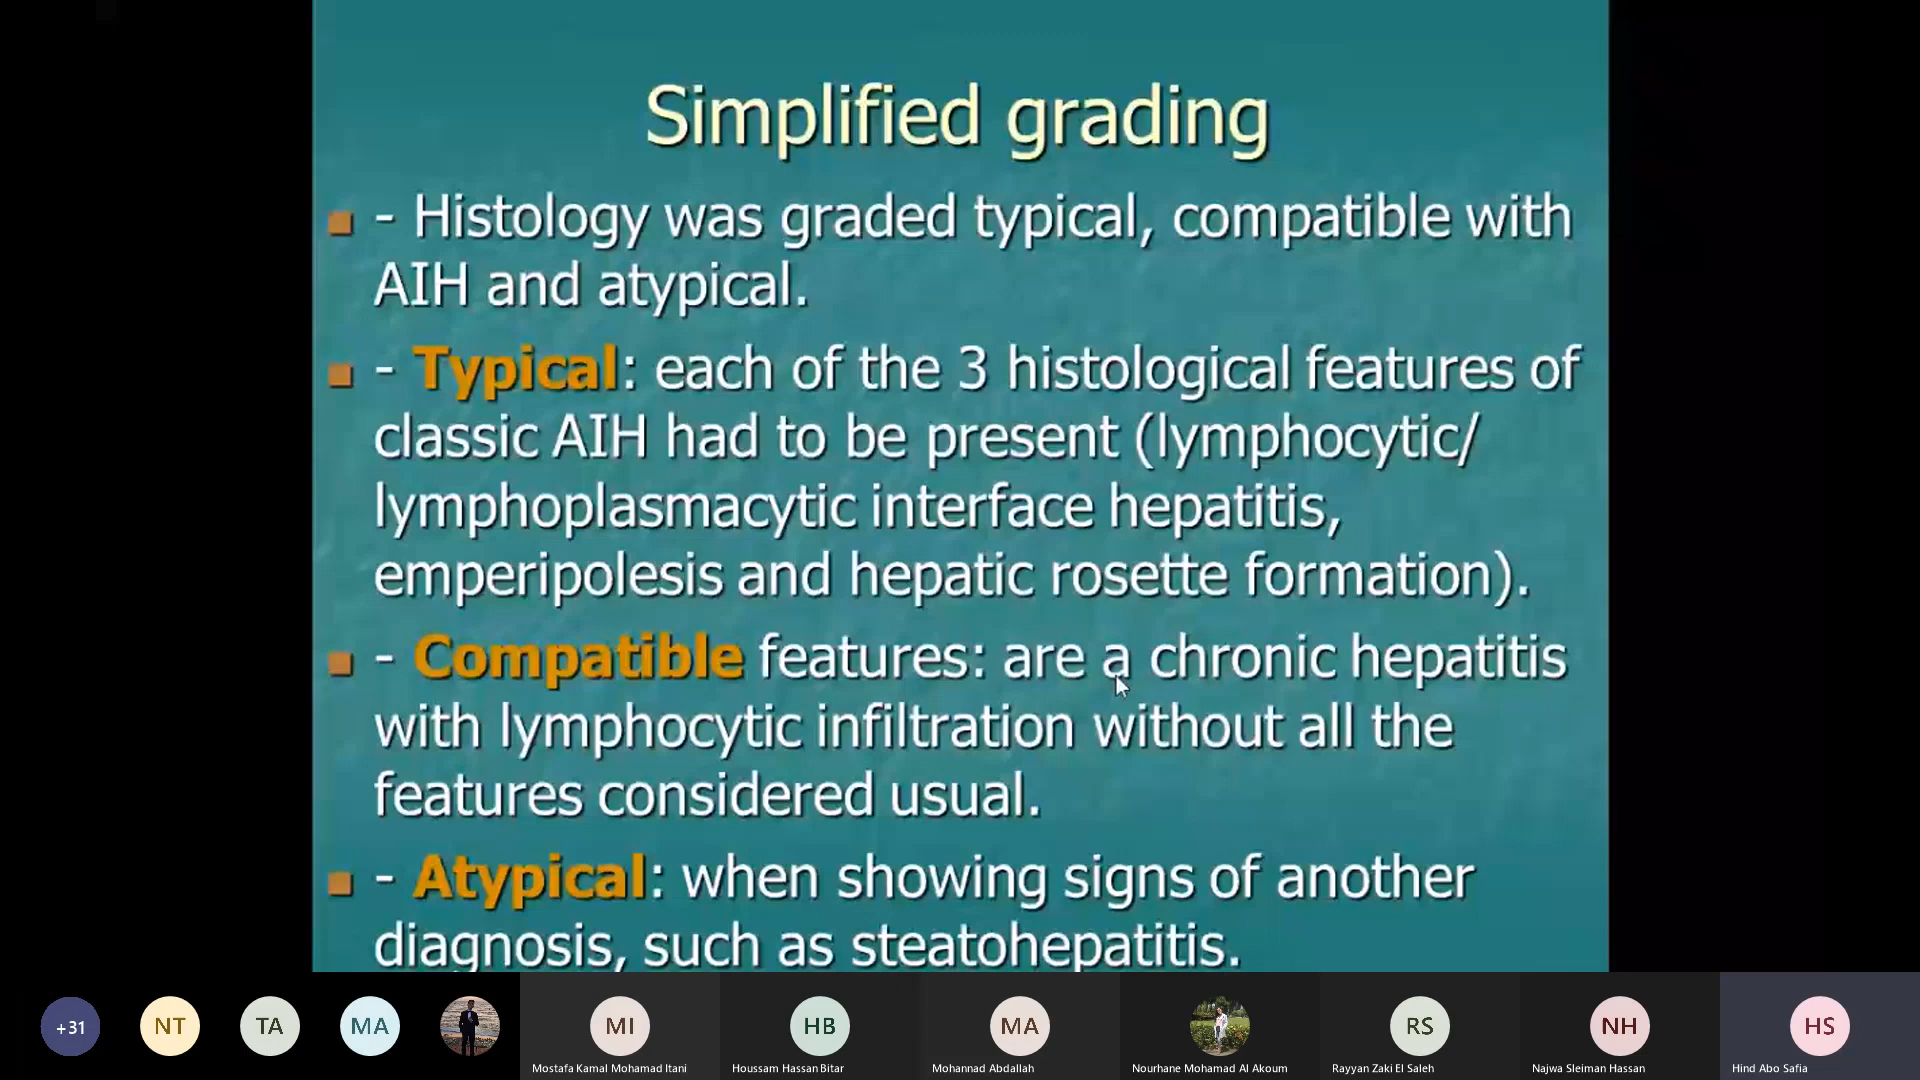 Simplified grading
- Histology was graded typical, compatible with
AIH and atypical.
- Typical: each of the 3 histological features of
classic AIH had to be present (lymphocytic/
lymphoplasmacytic interface hepatitis,
emperipolesis and hepatic rosette formation).
- Compatible features: are a chronic hepatitis
with lymphocytic infiltration without all the
features considered usual.
- Atypical: when showing signs of another
diagnosis, such as steatohepatitis.
+31
NT
TA
MA
MI
HB
MA
RS
NH
HS
Mostafa Kamal Mohamad Itani
Houssam Hassan Bitar
Mohannad Abdallah
Nourhane Mohamad Al Akoum
Rayyan Zaki El Saleh
Najwa Sleiman Hassan
Hind Abo Safia